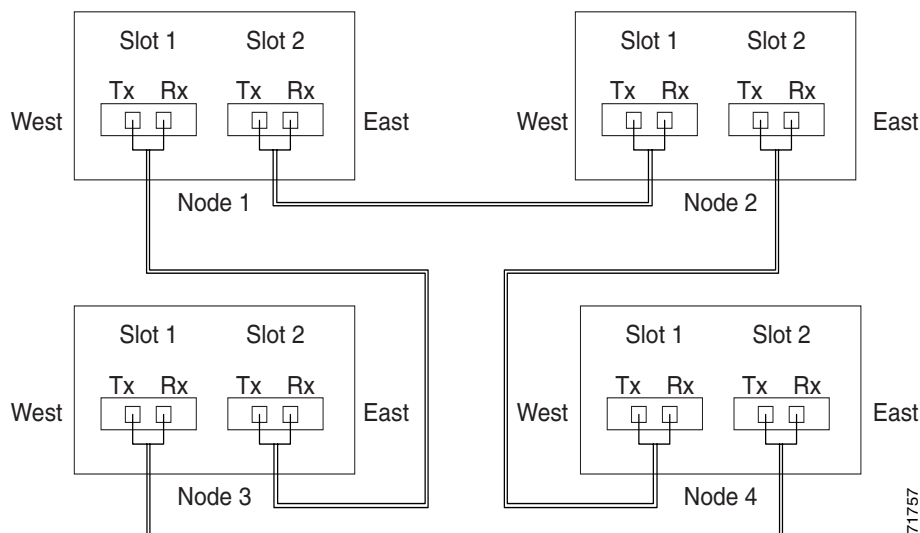 Slot 1 Slot 2 Slot 1 Slot 2
Tx Rx Tx Rx Tx Rx Tx Rx
West East West East
Node 1 Node 2
Slot 1 Slot 2 Slot 1 Slot 2
Tx Rx Tx Rx Tx Rx Tx Rx
West East West East
Node 3 Node 4
71757